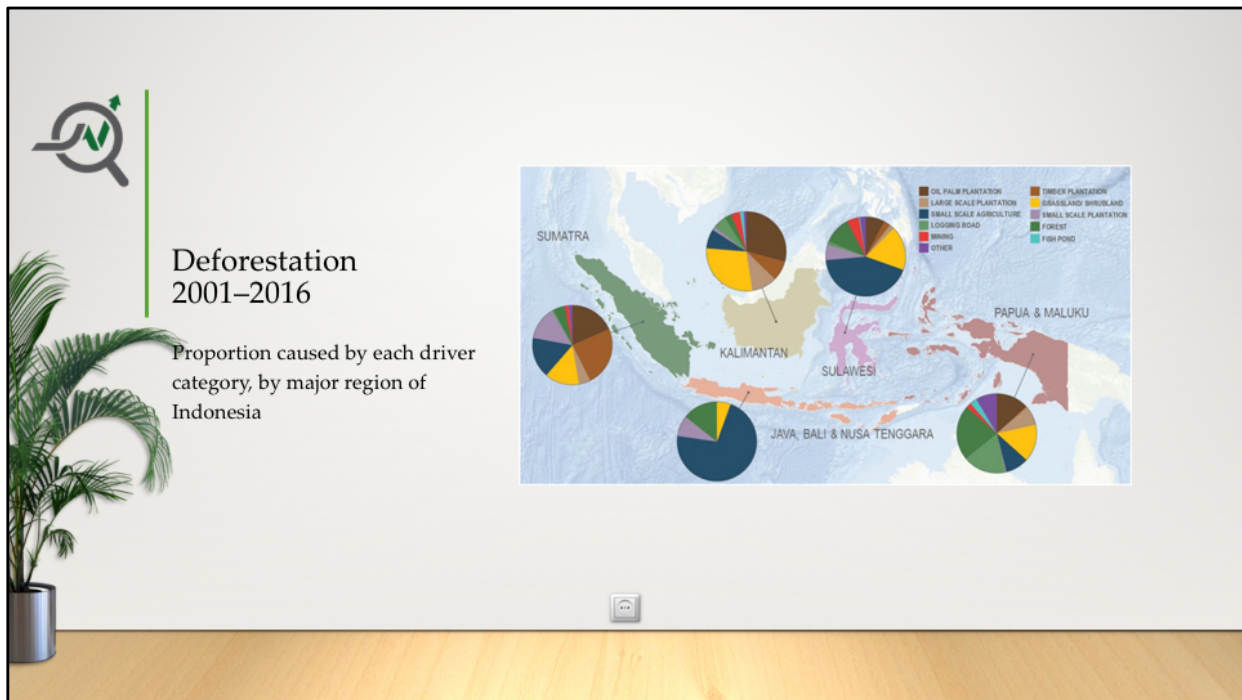 Deforestation
2001–2016
Proportion caused by each driver
category, by major region of
Indonesia
SUMATRA
KALIMANTAN
SULAWESI
PAPUA & MALUKU
JAVA, BALI & NUSA TENGGARA
OIL PALM PLANTATION
LARGE SCALE PLANTATION
SMALL SCALE AGRICULTURE
LOGGING ROAD
MINING
OTHER
TIMBER PLANTATION
GRASSLAND/ SHRUBLAND
SMALL SCALE PLANTATION
FOREST
FISH POND